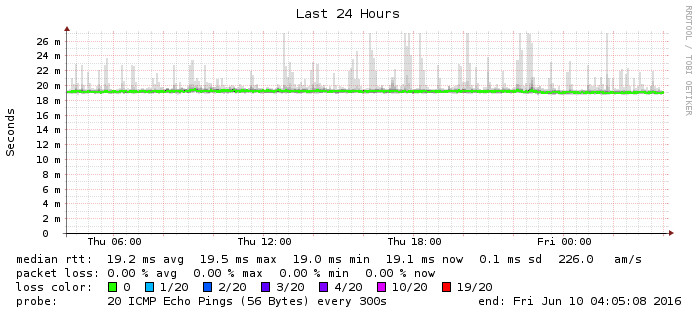 Last 24 Hours
RRDTOOL / TOBI OETIKER
Seconds
26 m
24 m
22 m
20 m
18 m
16 m
14 m
12 m
10 m
8 m
6 m
4 m
2 m
0
Thu 06:00 Thu 12:00 Thu 18:00 Fri 00:00
median rtt: 19.2 ms avg 19.5 ms max 19.0 ms min 19.1 ms now 0.1 ms sd 226.0 am/s
packet loss: 0.00 % avg 0.00 % max 0.00 % min 0.00 % now
loss color: 0 1/20 2/20 3/20 4/20 10/20 19/20
probe: 20 ICMP Echo Pings (56 Bytes) every 300s end: Fri Jun 10 04:05:08 2016